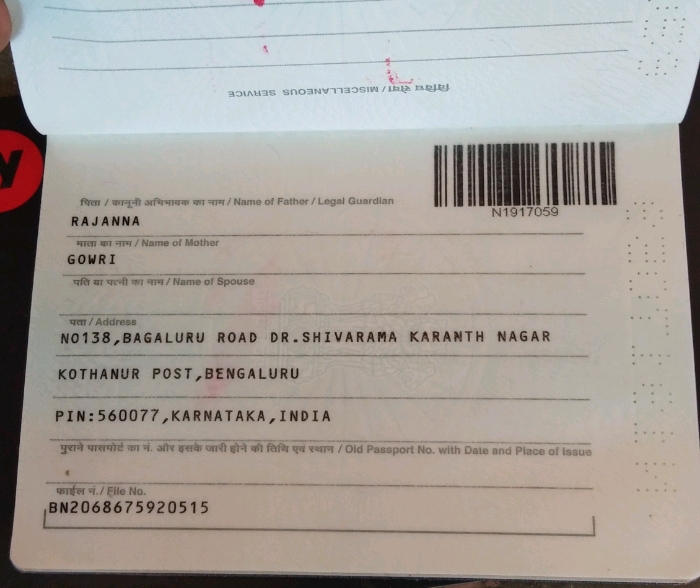 विविध सेवा / MISCELLANEOUS SERVICE
N1917059
पिता / कानूनी अभिभावक का नाम / Name of Father / Legal Guardian
RAJANNA
माता का नाम / Name of Mother
GOWRI
पति या पत्नी का नाम / Name of Spouse
पता / Address
NO138,BAGALURU ROAD DR.SHIVARAMA KARANTH NAGAR
KOTHANUR POST,BENGALURU
PIN:560077,KARNATAKA,INDIA
पुराने पासपोर्ट का नं. और इसके जारी होने की तिथि एवं स्थान / Old Passport No. with Date and Place of Issue
फाईल नं./ File No.
BN2068675920515